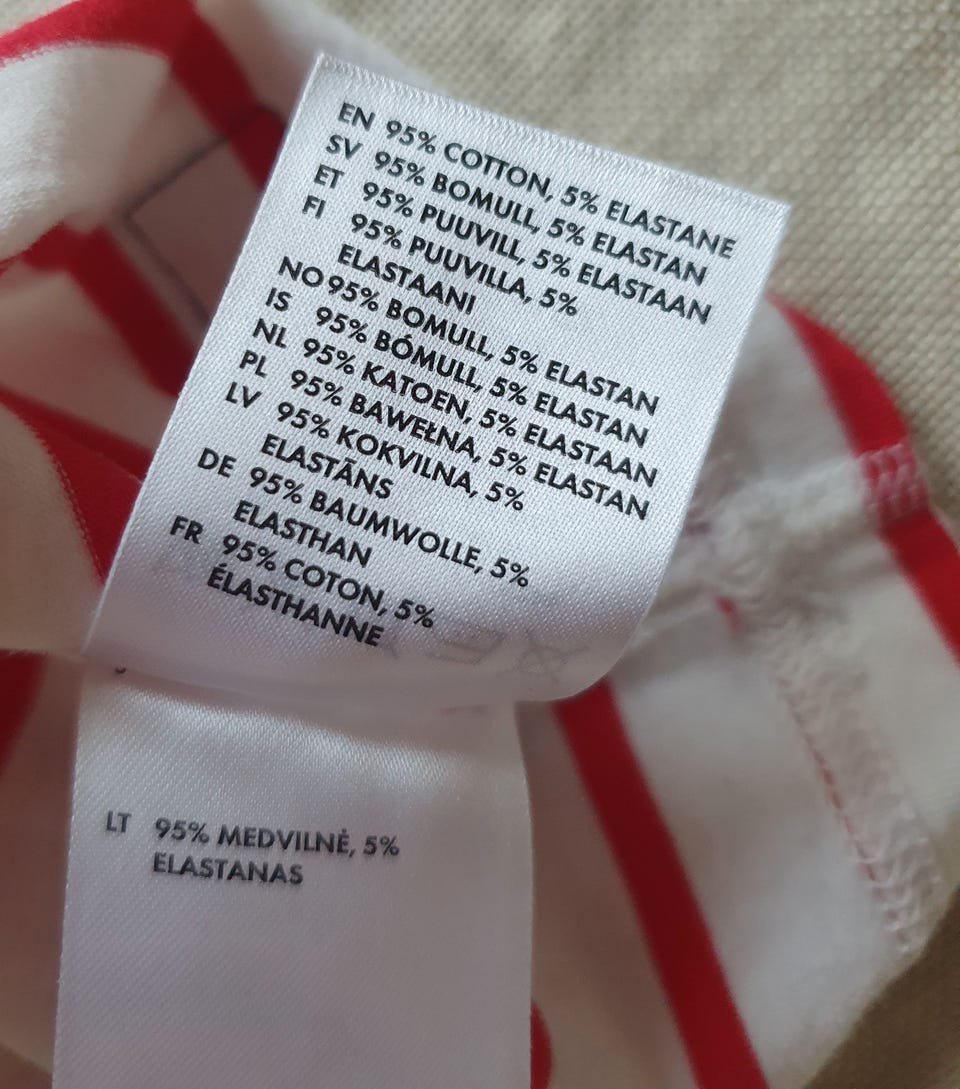 EN 95% COTTON, 5% ELASTANE
SV 95% BOMULL, 5% ELASTAN
ET 95% PUUVILL, 5% ELASTAAN
FI 95% PUUVILLA, 5%
ELASTAANI
NO 95% BOMULL, 5% ELASTAN
IS 95% BÓMULL, 5% ELASTAN
NL 95% KATOEN, 5% ELASTAAN
PL 95% BAWEŁNA, 5% ELASTAN
LV 95% KOKVILNA, 5%
ELASTĀNS
DE 95% BAUMWOLLE, 5%
ELASTHAN
FR 95% COTON, 5%
ÉLASTHANNE
LT 95% MEDVILNĖ, 5%
ELASTANAS